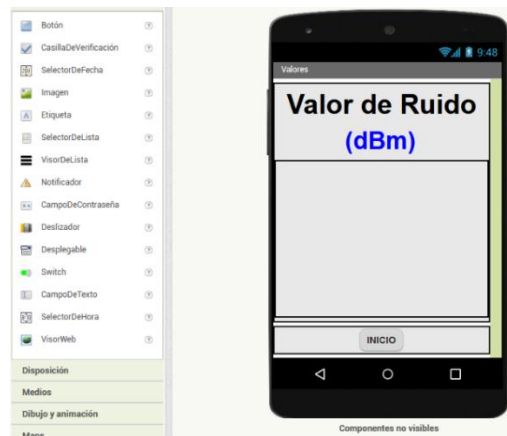 Botón
CasillaDeVerificación
SelectorDeFecha
Imagen
Etiqueta
SelectorDeLista
VisorDeLista
Notificador
CampoDeContraseña
Deslizador
Desplegable
Switch
CampoDeTexto
SelectorDeHora
VisorWeb
Disposición
Medios
Dibujo y animación
Maps
9:48
Valores
Valor de Ruido
(dBm)
INICIO
Componentes no visibles